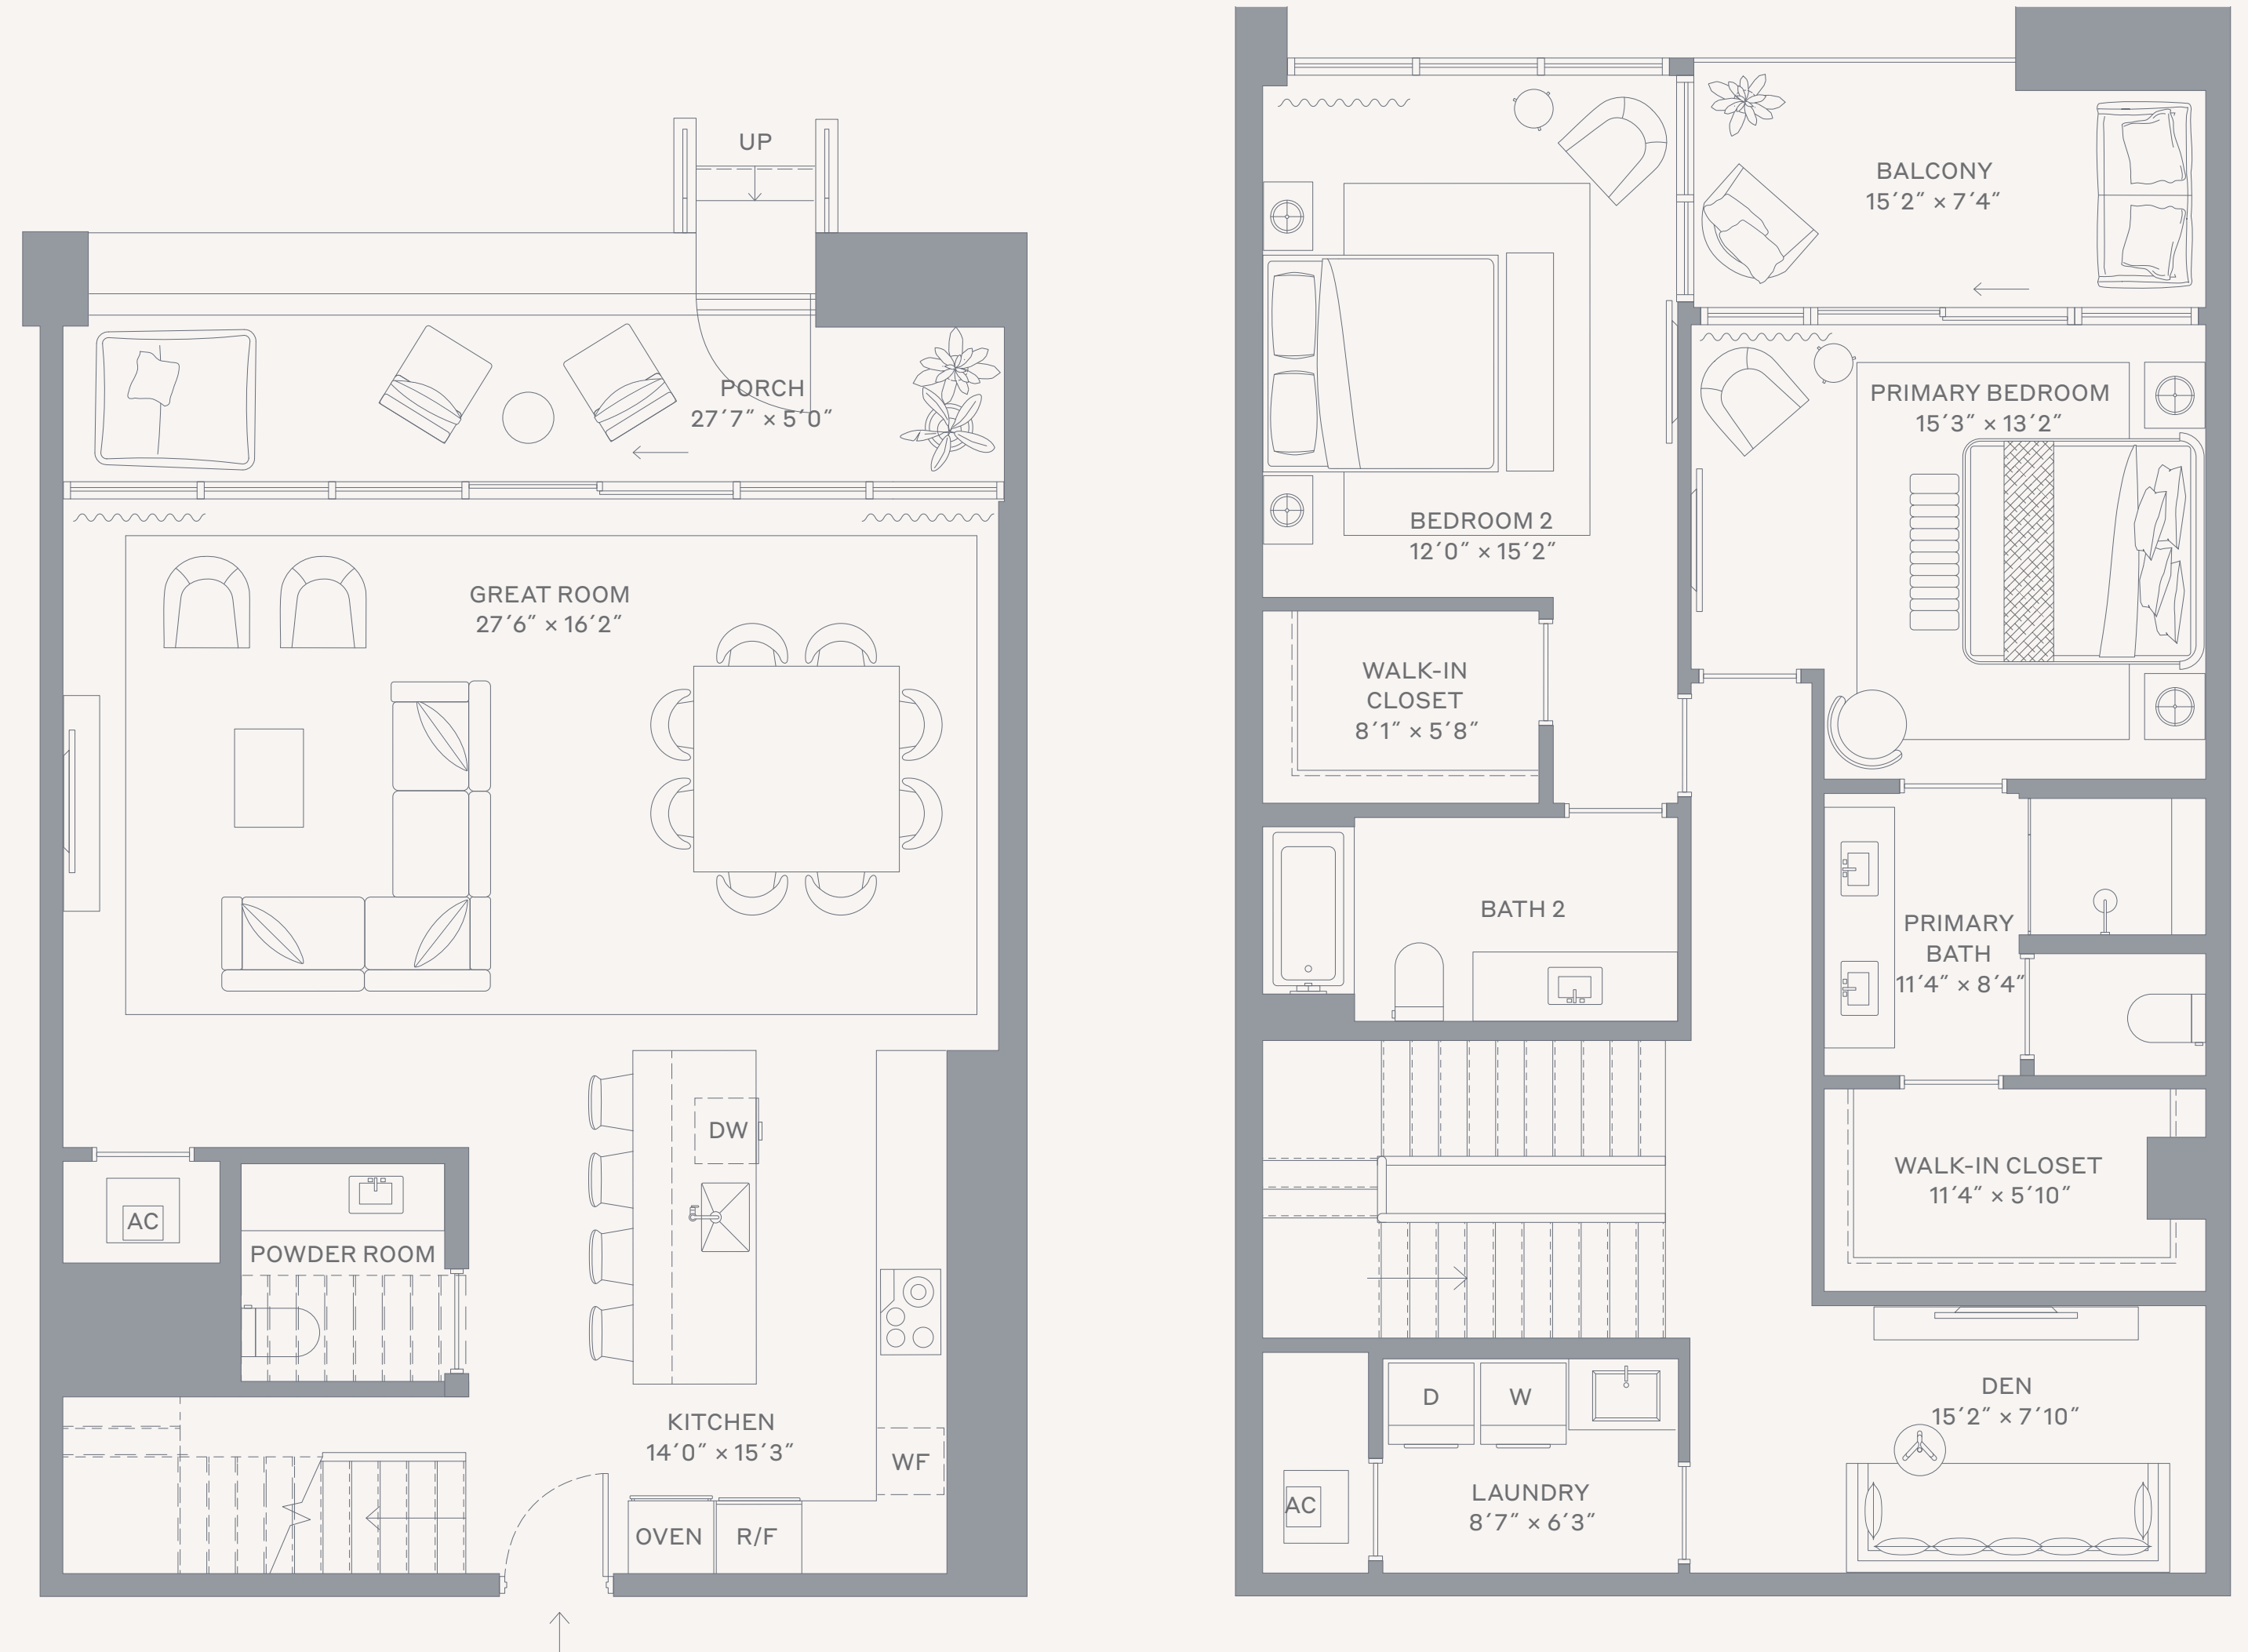 UP
PORCH
27′7″ × 5′0″
GREAT ROOM
27′6″ × 16′2″
DW
AC
POWDER ROOM
KITCHEN
14′0″ × 15′3″
WF
OVEN
R/F
BALCONY
15′2″ × 7′4″
PRIMARY BEDROOM
15′3″ × 13′2″
BEDROOM 2
12′0″ × 15′2″
WALK-IN
CLOSET
8′1″ × 5′8″
BATH 2
PRIMARY
BATH
11′4″ × 8′4″
WALK-IN CLOSET
11′4″ × 5′10″
DEN
15′2″ × 7′10″
D
W
LAUNDRY
8′7″ × 6′3″
AC